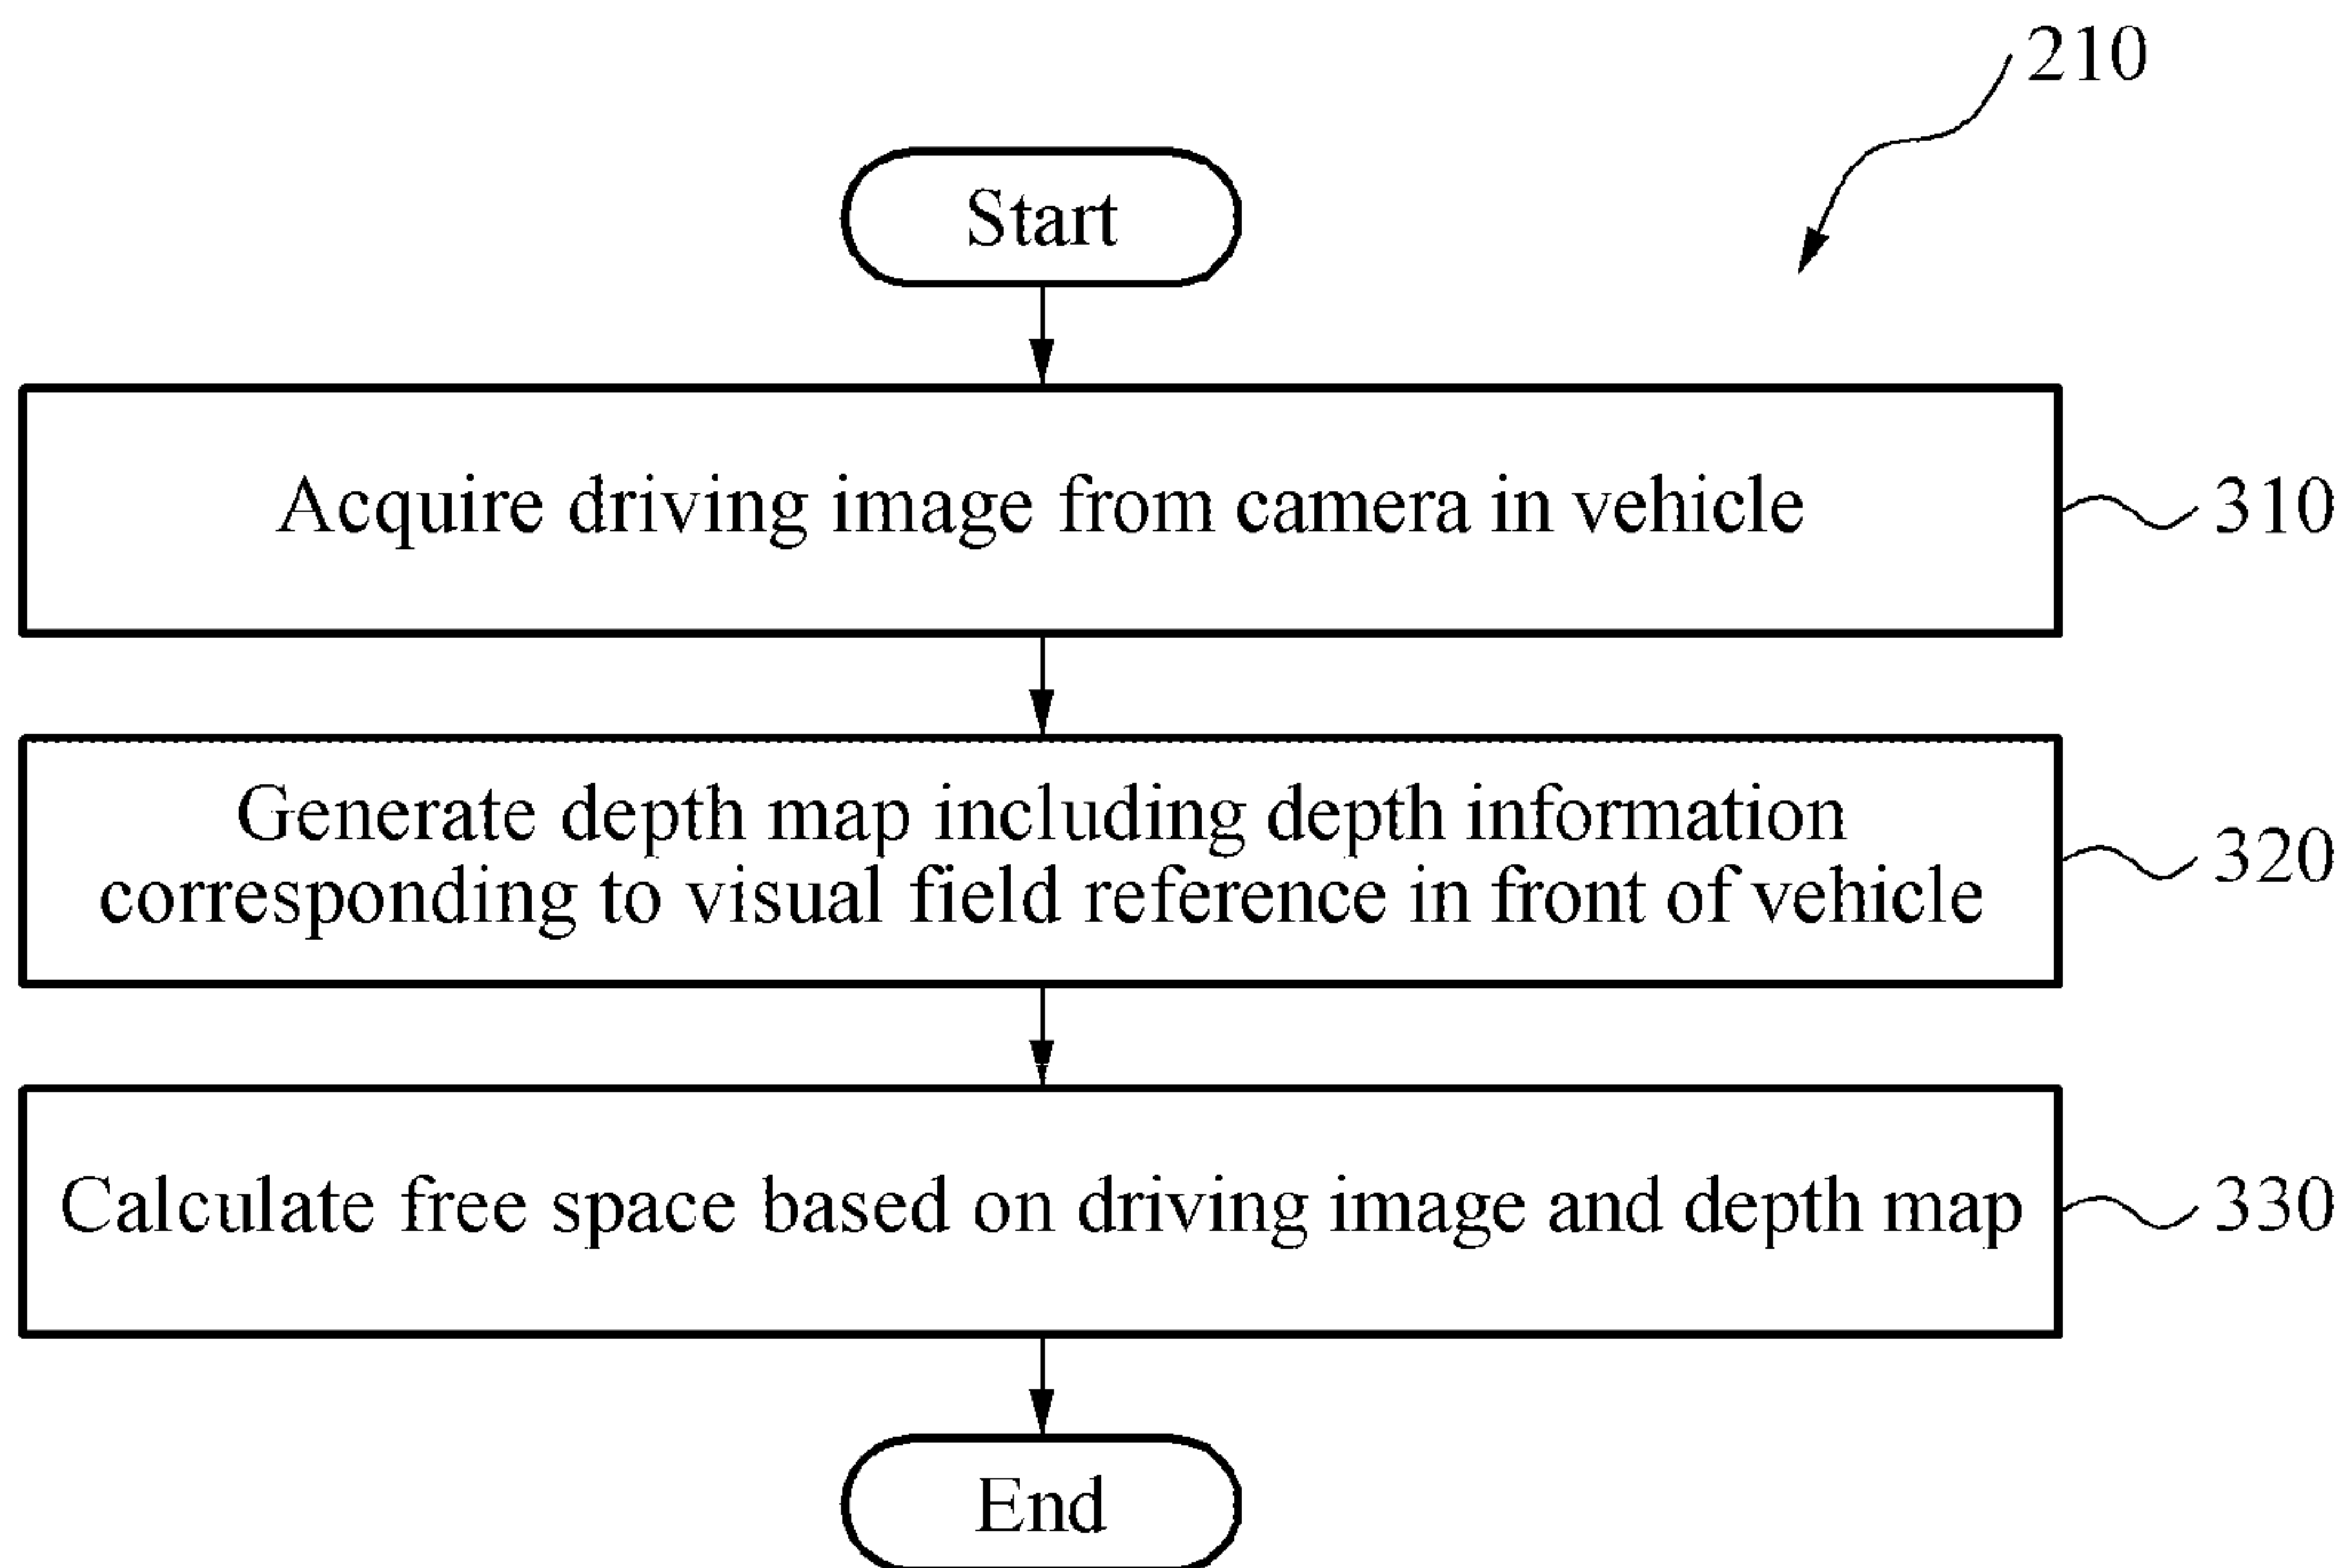 210
Start
Acquire driving image from camera in vehicle
310
Generate depth map including depth information
corresponding to visual field reference in front of vehicle
320
Calculate free space based on driving image and depth map
330
End